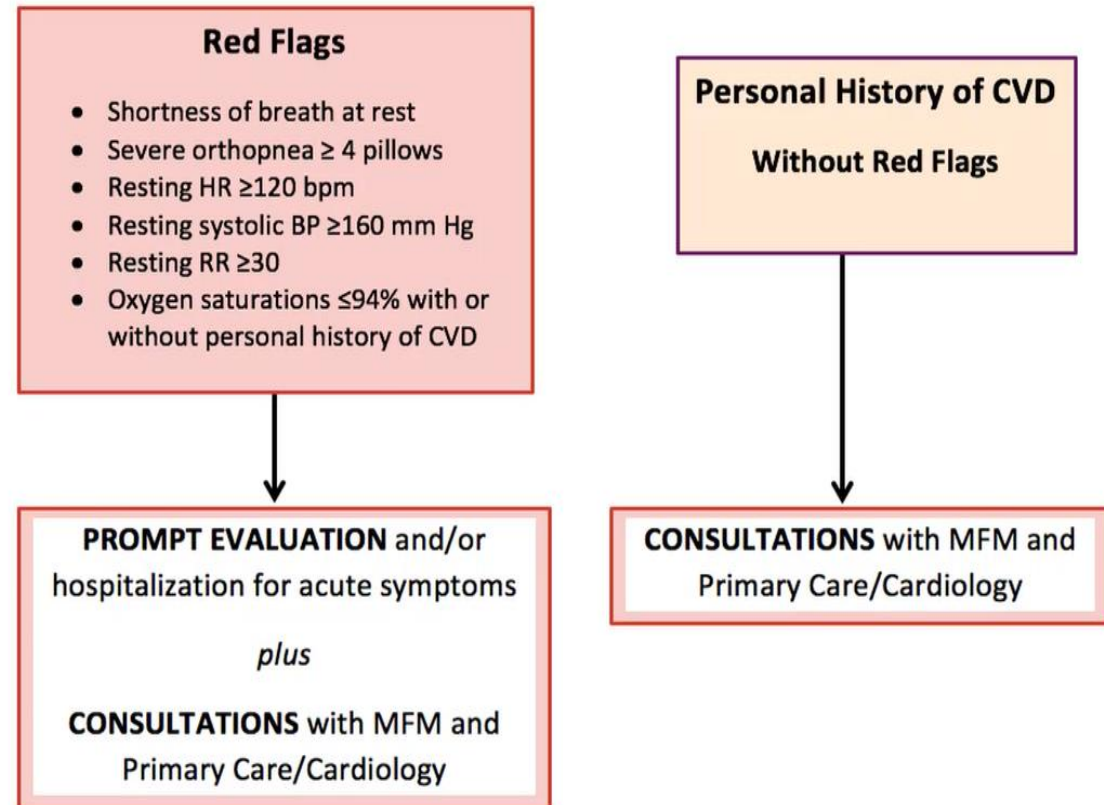 Red Flags
• Shortness of breath at rest
• Severe orthopnea ≥ 4 pillows
• Resting HR ≥120 bpm
• Resting systolic BP ≥160 mm Hg
• Resting RR ≥30
• Oxygen saturations ≤94% with or
without personal history of CVD
PROMPT EVALUATION and/or
hospitalization for acute symptoms
plus
CONSULTATIONS with MFM and
Primary Care/Cardiology
Personal History of CVD
Without Red Flags
CONSULTATIONS with MFM and
Primary Care/Cardiology